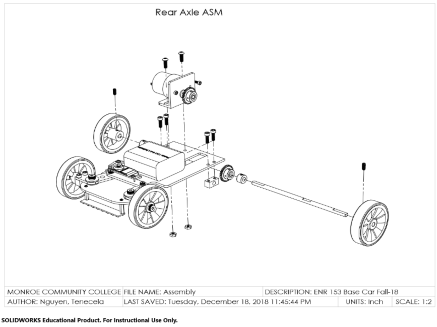 Rear Axle ASM
MONROE COMMUNITY COLLEGE FILE NAME: Assembly DESCRIPTION: ENR 153 Base Car Fall-18
AUTHOR: Nguyen, Tenecela LAST SAVED: Tuesday, December 18, 2018 11:45:44 PM UNITS: Inch SCALE: 1:2
SOLIDWORKS Educational Product. For Instructional Use Only.